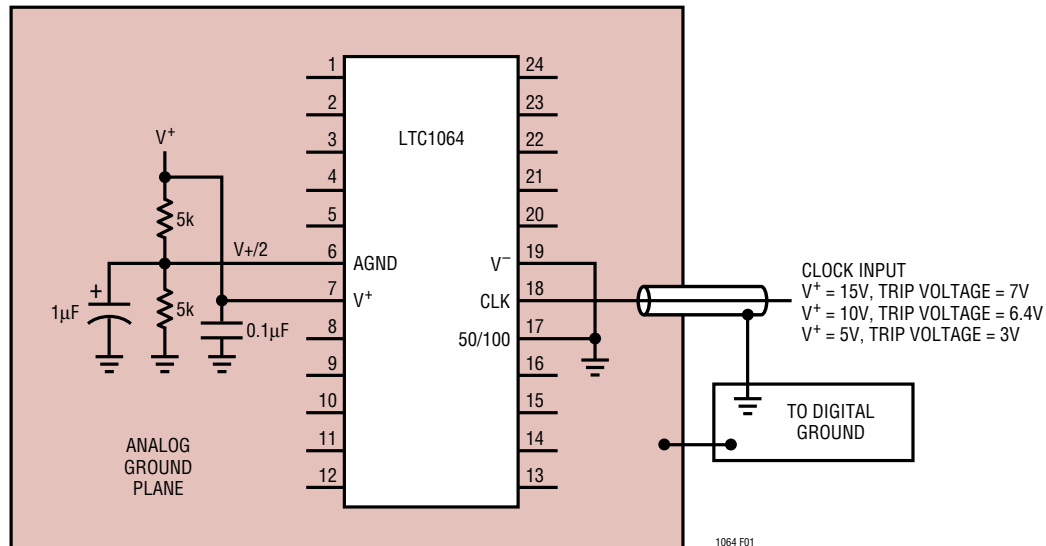 LTC1064
1
2
3
4
5
6
7
8
9
10
11
12
24
23
22
21
20
19
18
17
16
15
14
13
AGND
V+
V−
CLK
50/100
V+
5k
V+/2
5k
+
1µF
0.1µF
ANALOG
GROUND
PLANE
CLOCK INPUT
V+ = 15V, TRIP VOLTAGE = 7V
V+ = 10V, TRIP VOLTAGE = 6.4V
V+ = 5V, TRIP VOLTAGE = 3V
TO DIGITAL
GROUND
1064 F01